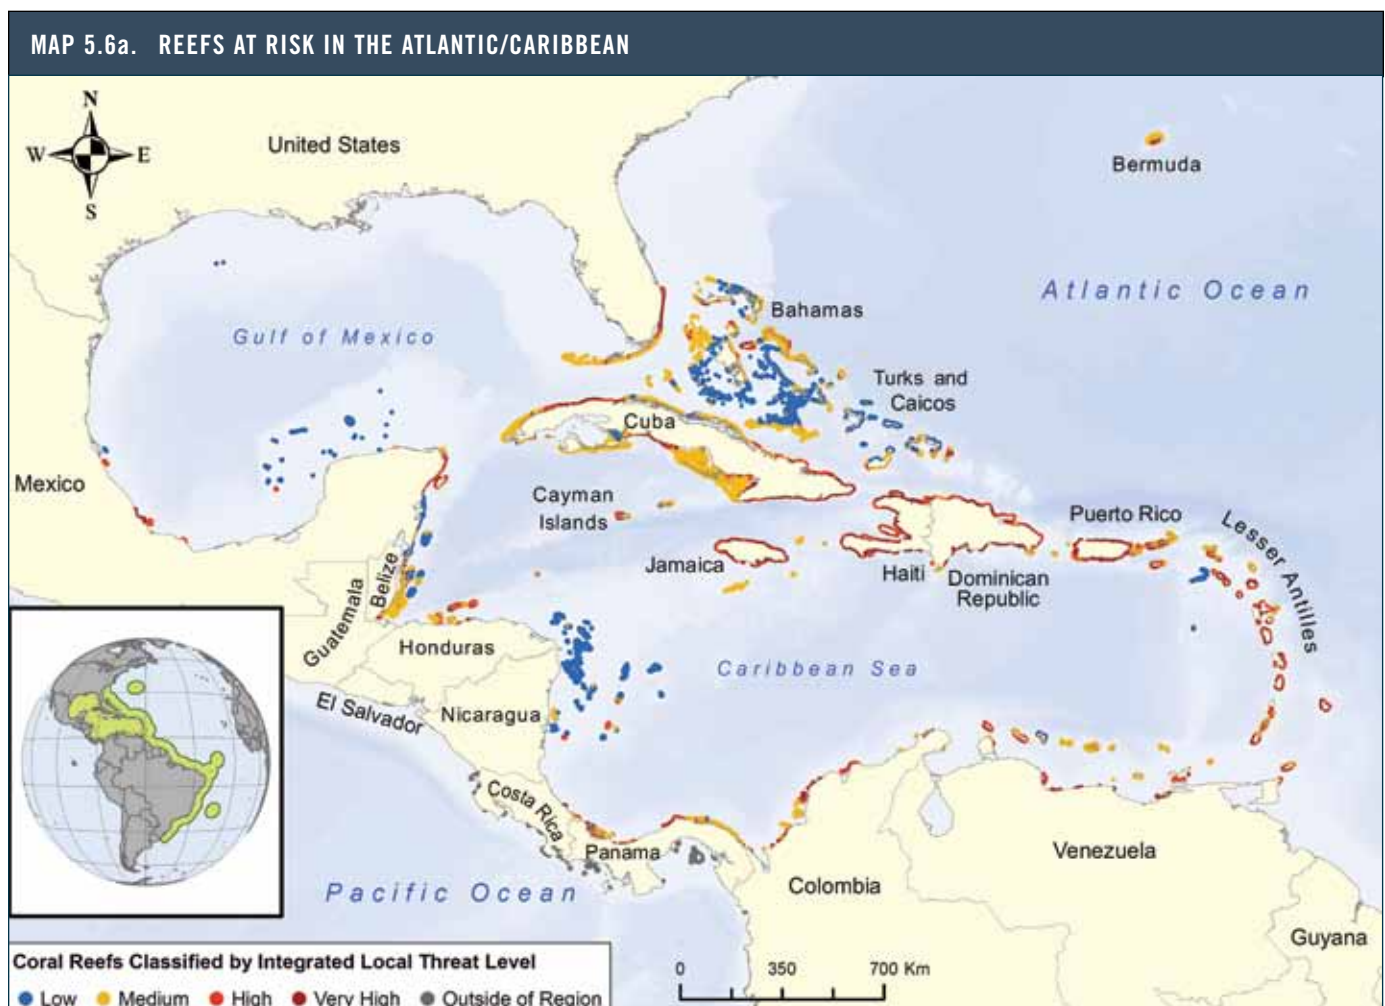 MAP 5.6a. REEFS AT RISK IN THE ATLANTIC/CARIBBEAN
N
W
E
S
United States
Bermuda
Atlantic Ocean
Bahamas
Gulf of Mexico
Turks and
Caicos
Cuba
Mexico
Cayman
Islands
Puerto Rico
Lesser Antilles
Jamaica
Haiti
Dominican
Republic
Belize
Guatemala
Honduras
Caribbean Sea
El Salvador
Nicaragua
Costa Rica
Panama
Venezuela
Colombia
Pacific Ocean
Guyana
Coral Reefs Classified by Integrated Local Threat Level
Low Medium High Very High Outside of Region
0 350 700 Km